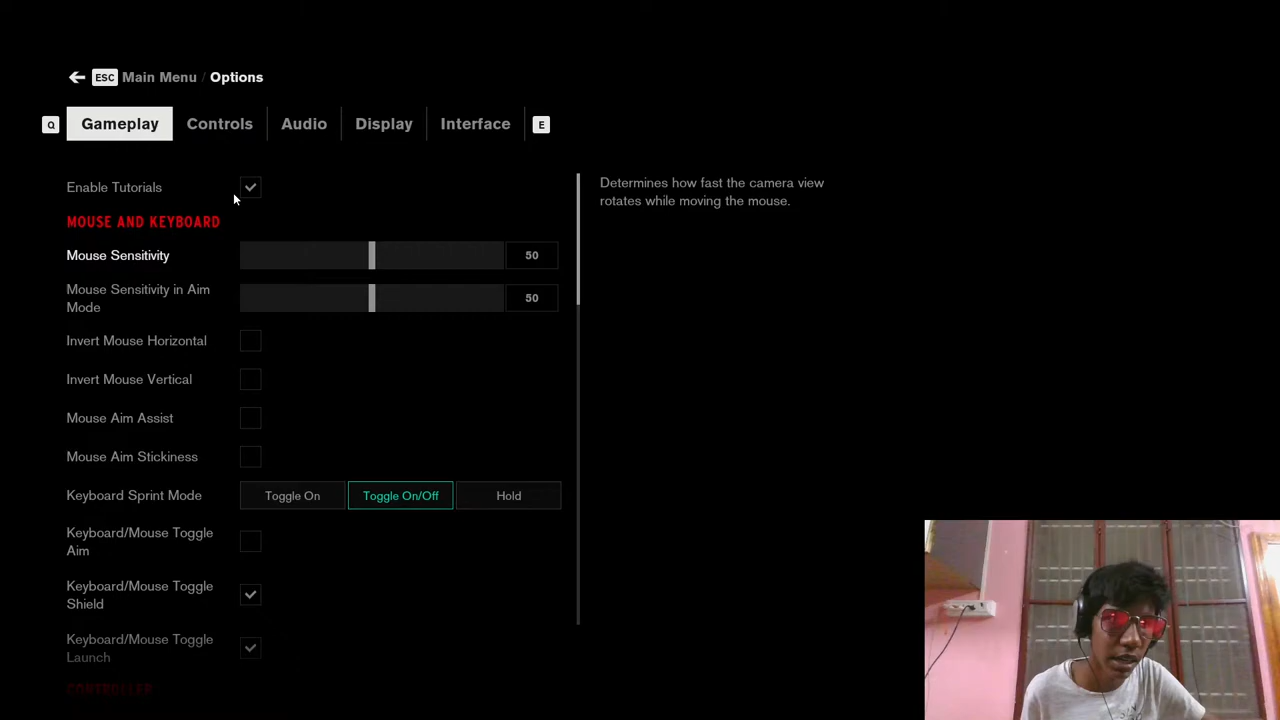 ESC Main Menu / Options
Q Gameplay Controls Audio Display Interface E
Enable Tutorials
MOUSE AND KEYBOARD
Mouse Sensitivity 50
Mouse Sensitivity in Aim
Mode 50
Invert Mouse Horizontal
Invert Mouse Vertical
Mouse Aim Assist
Mouse Aim Stickiness
Keyboard Sprint Mode Toggle On Toggle On/Off Hold
Keyboard/Mouse Toggle
Aim
Keyboard/Mouse Toggle
Shield
Keyboard/Mouse Toggle
Launch
CONTROLLER
Determines how fast the camera view
rotates while moving the mouse.